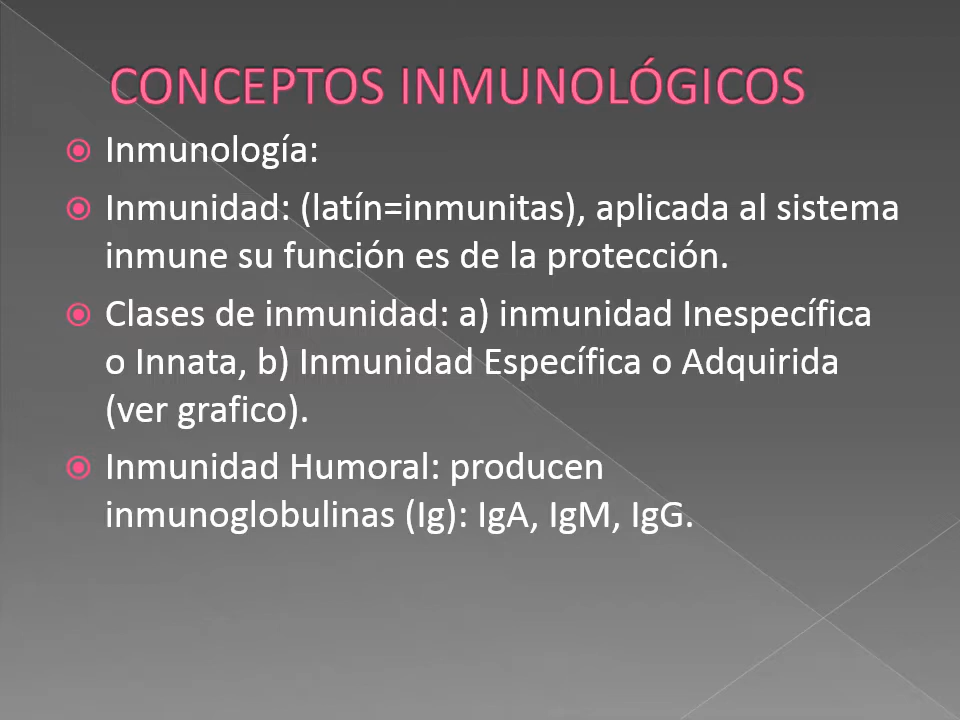 CONCEPTOS INMUNOLÓGICOS
Inmunología:
Inmunidad: (latín=inmunitas), aplicada al sistema
inmune su función es de la protección.
Clases de inmunidad: a) inmunidad Inespecífica
o Innata, b) Inmunidad Específica o Adquirida
(ver grafico).
Inmunidad Humoral: producen
inmunoglobulinas (Ig): IgA, IgM, IgG.